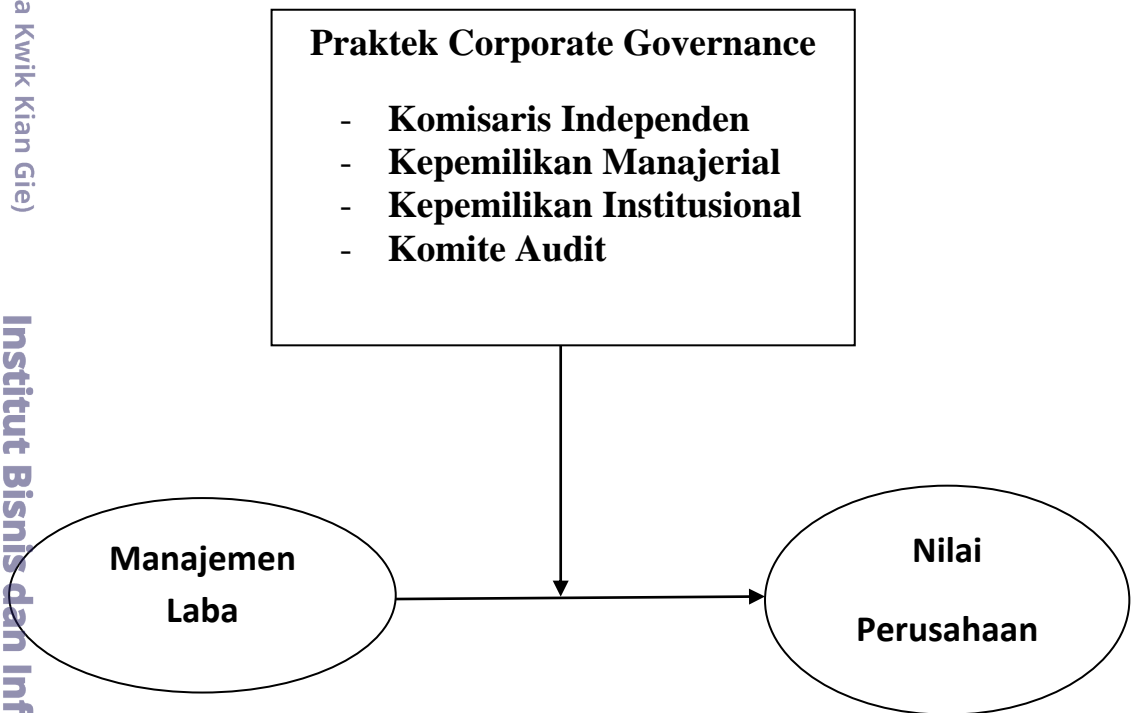 Praktek Corporate Governance
- Komisaris Independen
- Kepemilikan Manajerial
- Kepemilikan Institusional
- Komite Audit
Manajemen
Laba
Nilai
Perusahaan
Kwik Kian Gie)
Institut Bisnis dan